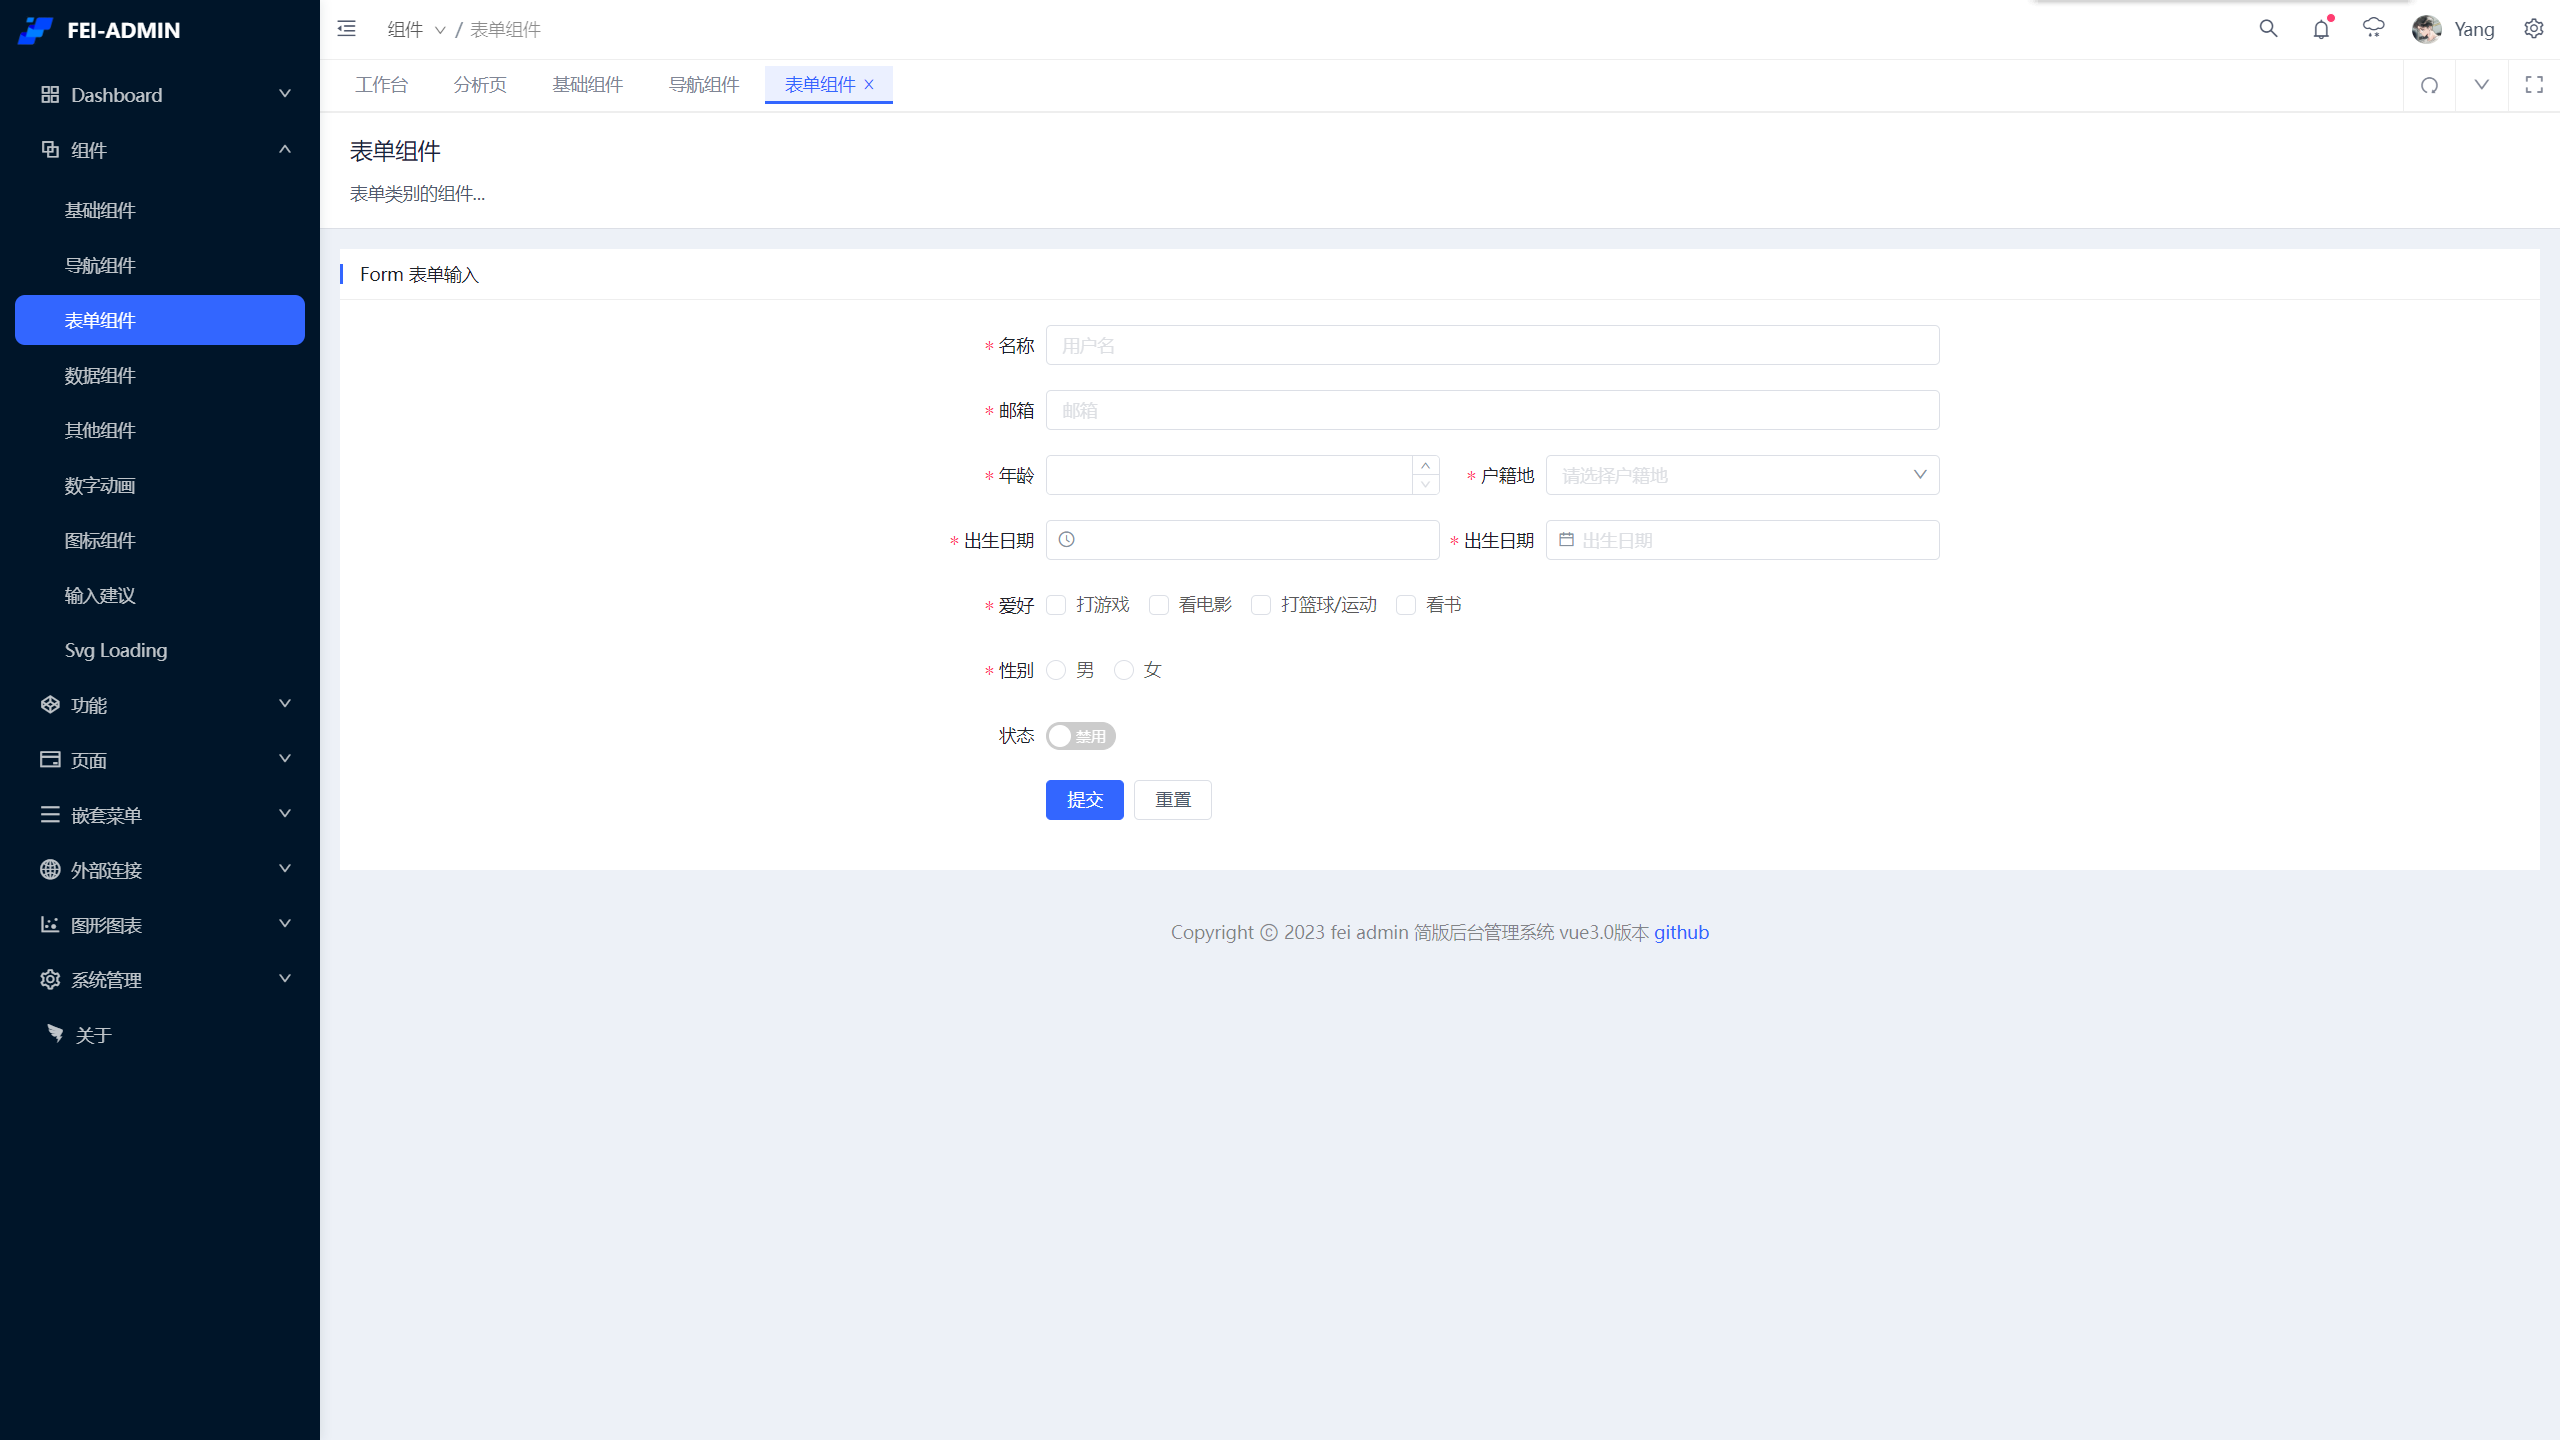 FEI-ADMIN
Dashboard
组件
基础组件
导航组件
表单组件
数据组件
其他组件
数字动画
图标组件
输入建议
Svg Loading
功能
页面
嵌套菜单
外部连接
图形图表
系统管理
关于
组件 / 表单组件
Yang
工作台 分析页 基础组件 导航组件 表单组件
表单组件
表单类别的组件...
Form 表单输入
* 名称 用户名
* 邮箱 邮箱
* 年龄 * 户籍地 请选择户籍地
* 出生日期 * 出生日期 出生日期
* 爱好 打游戏 看电影 打篮球/运动 看书
* 性别 男 女
状态 禁用
提交 重置
Copyright © 2023 fei admin 简版后台管理系统 vue3.0版本 github